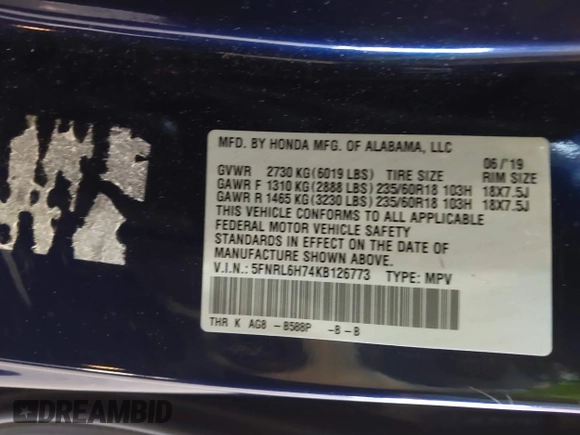 MFD. BY HONDA MFG. OF ALABAMA, LLC
06/'19
GVWR 2730 KG(6019 LBS) TIRE SIZE RIM SIZE
GAWR F 1310 KG(2888 LBS) 235/60R18 103H 18X7.5J
GAWR R 1465 KG(3230 LBS) 235/60R18 103H 18X7.5J
THIS VEHICLE CONFORMS TO ALL APPLICABLE
FEDERAL MOTOR VEHICLE SAFETY
STANDARDS IN EFFECT ON THE DATE OF
MANUFACTURE SHOWN ABOVE.
V.I.N.: 5FNRL6H74KB126773 TYPE: MPV
THR K AG8 -B588P -B-B
DREAMBID